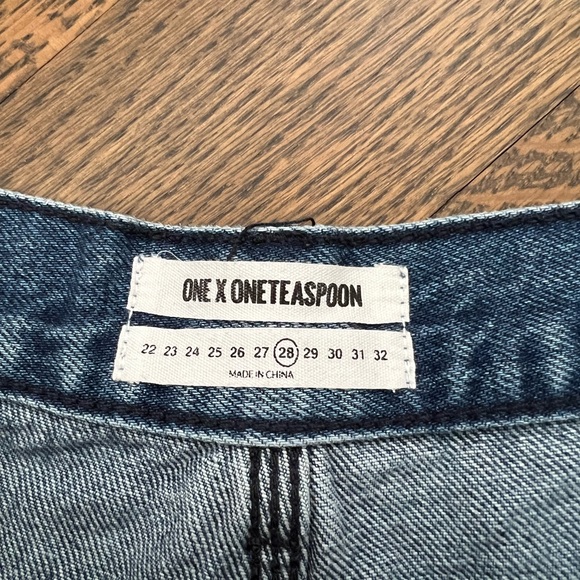 ONE X ONETEASPOON
22 23 24 25 26 27 28 29 30 31 32
MADE IN CHINA